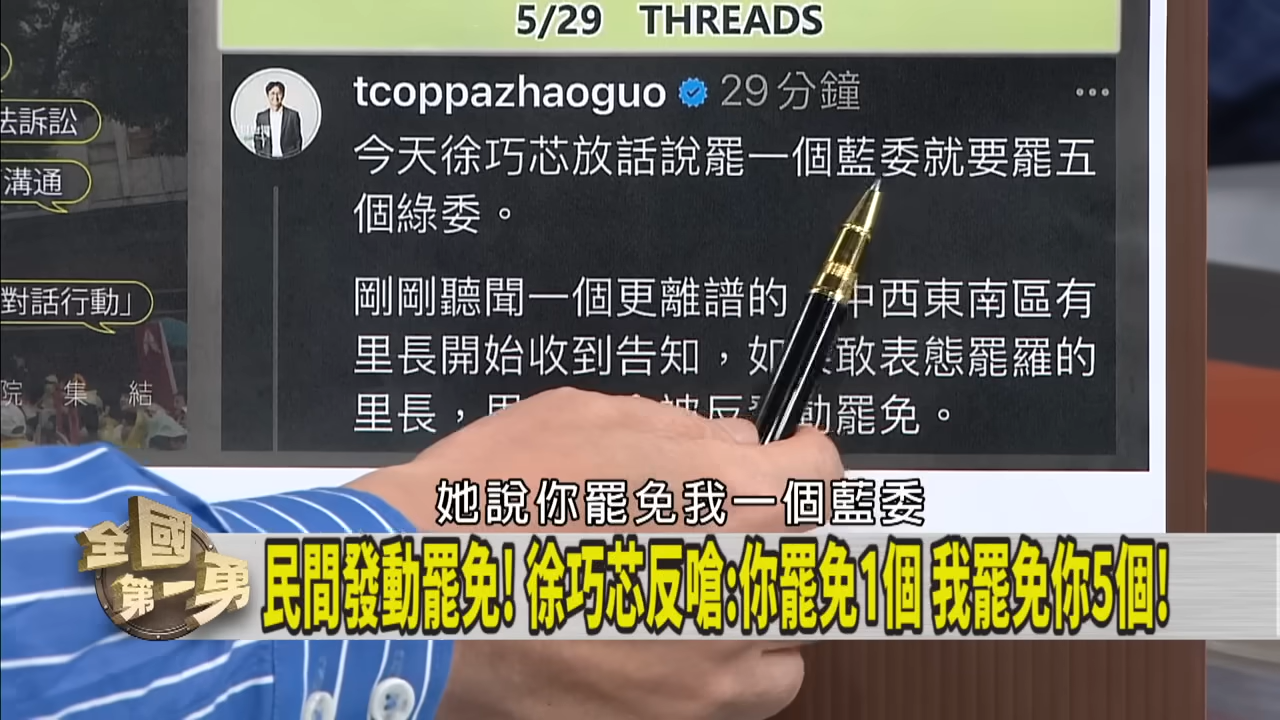 5/29 THREADS
tcoppazhaoguo 29分鐘
今天徐巧芯放話說罷一個藍委就要罷五
個綠委。
剛剛聽聞一個更離譜的，中西東南區有
里長開始收到告知，如 敢表態罷羅的
里長， 動罷免。
法訴訟
溝通
對話行動」
院 集 結
她說你罷免我一個藍委
全國第一勇
民間發動罷免! 徐巧芯反嗆:你罷免1個 我罷免你5個!